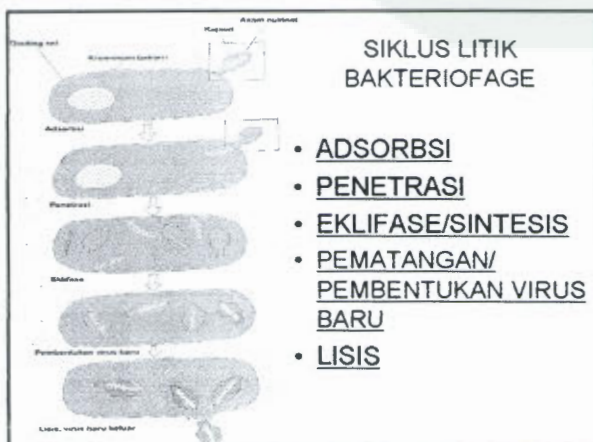 Asam nukleat
Kapsid
Dinding sel
Kromosom bakteri
Adsorbsi
Penetrasi
Eklifase
Pembentukan virus baru
Lisis, virus baru keluar
SIKLUS LITIK
BAKTERIOFAGE
• ADSORBSI
• PENETRASI
• EKLIFASE/SINTESIS
• PEMATANGAN/
PEMBENTUKAN VIRUS
BARU
• LISIS